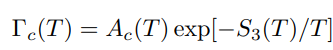 Γ_c(T) = A_c(T) exp[−S_3(T)/T]